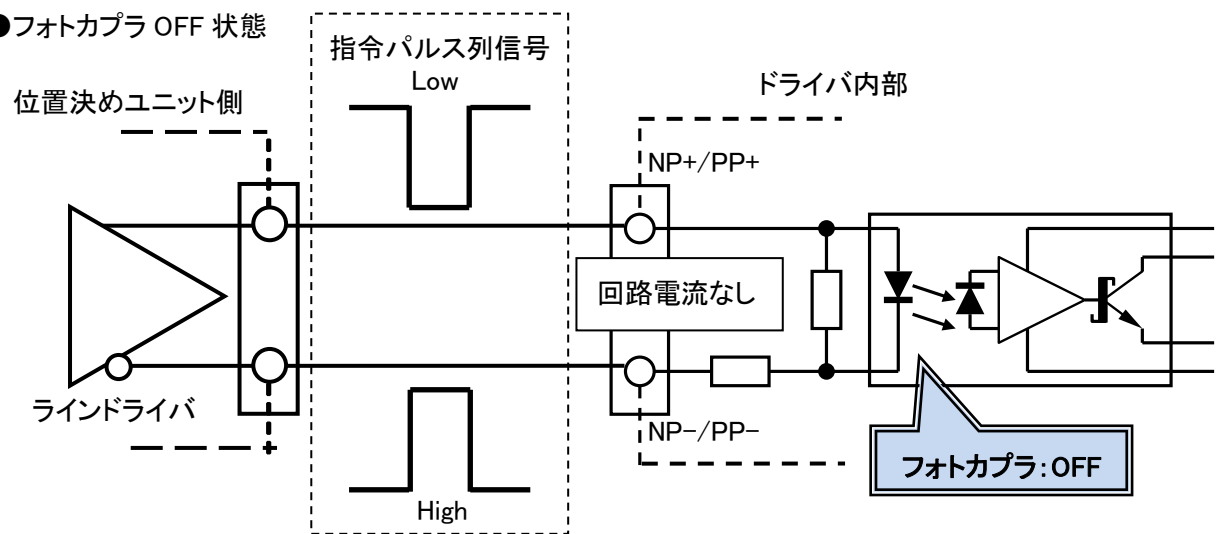 ●フォトカプラ OFF 状態
指令パルス列信号
Low
位置決めユニット側
ドライバ内部
NP+/PP+
回路電流なし
ラインドライバ
NP-/PP-
フォトカプラ:OFF
High